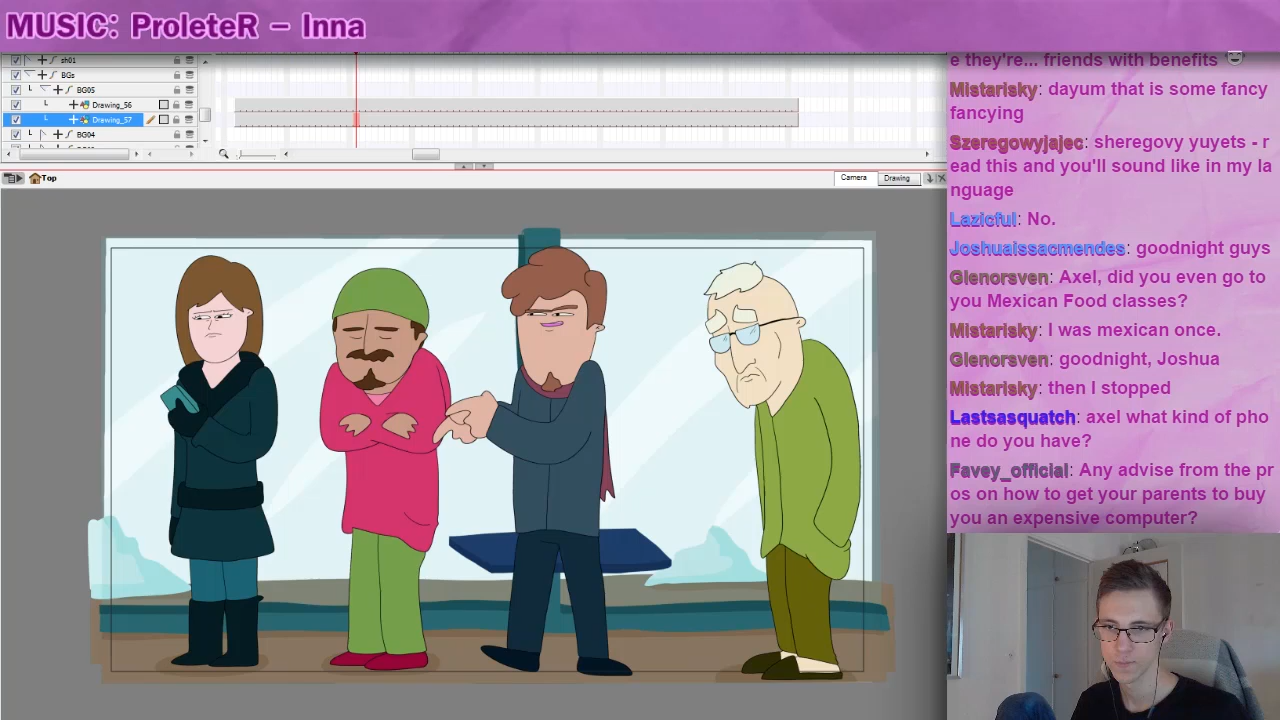 MUSIC: ProleteR – Inna
sh01
BGs
BG05
Drawing_56
Drawing_57
BG04
Top
Camera
Drawing
e they're... friends with benefits
Mistarisky: dayum that is some fancy
fancying
Szeregowyjajec: sheregovy yuyets - r
ead this and you'll sound like in my la
nguage
Lazicful: No.
Joshuaissacmendes: goodnight guys
Glenorsven: Axel, did you even go to
you Mexican Food classes?
Mistarisky: I was mexican once.
Glenorsven: goodnight, Joshua
Mistarisky: then I stopped
Lastsasquatch: axel what kind of pho
ne do you have?
Favey_official: Any advise from the pr
os on how to get your parents to buy
you an expensive computer?